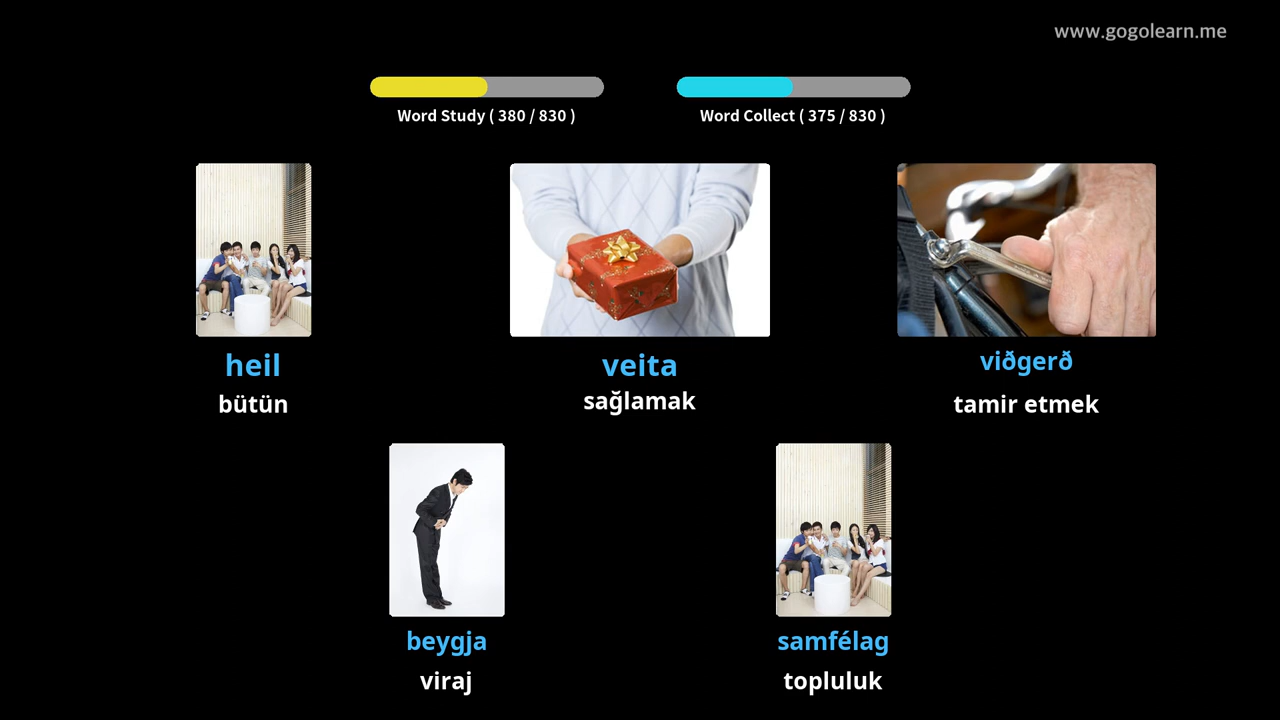 www.gogolearn.me
Word Study ( 380 / 830 )
Word Collect ( 375 / 830 )
heil
bütün
veita
sağlamak
viðgerð
tamir etmek
beygja
viraj
samfélag
topluluk